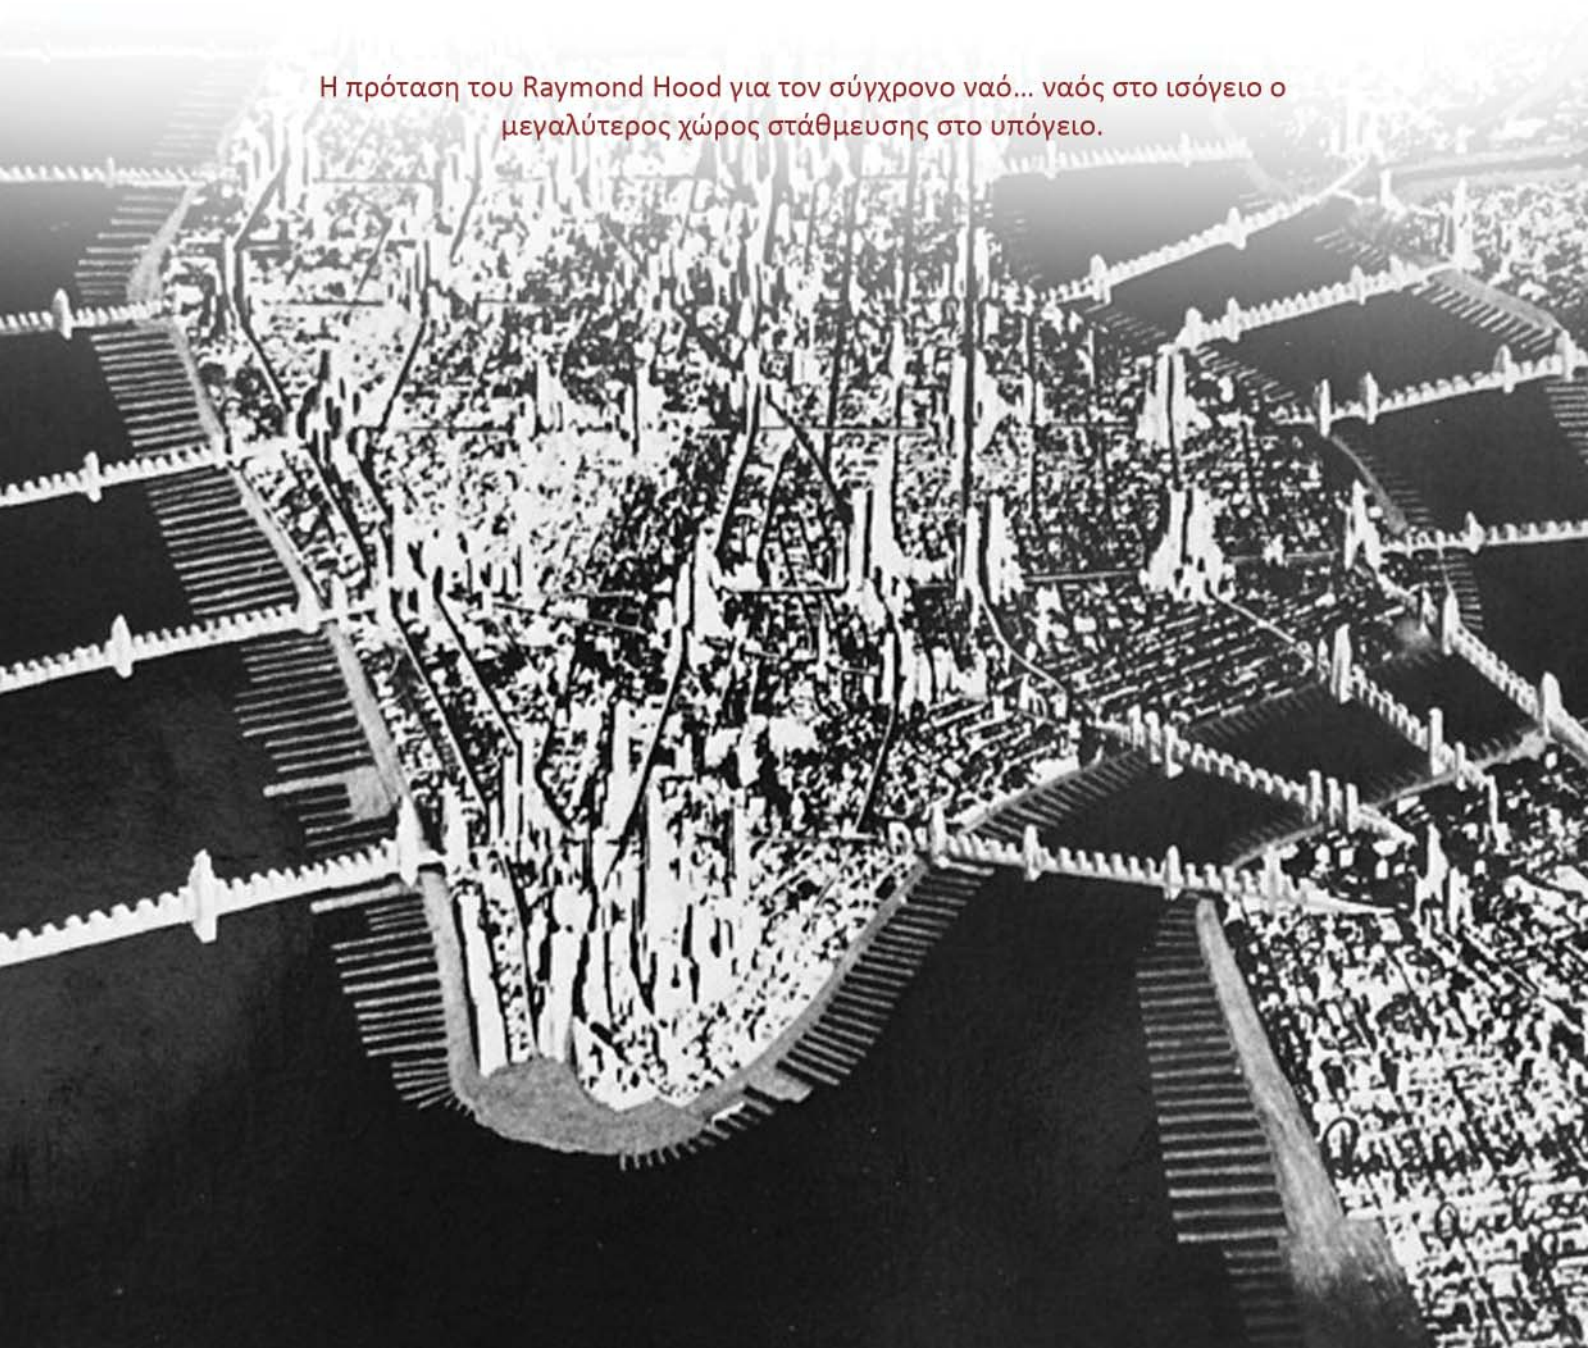 Η πρόταση του Raymond Hood για τον σύγχρονο ναό… ναός στο ισόγειο ο
μεγαλύτερος χώρος στάθμευσης στο υπόγειο.